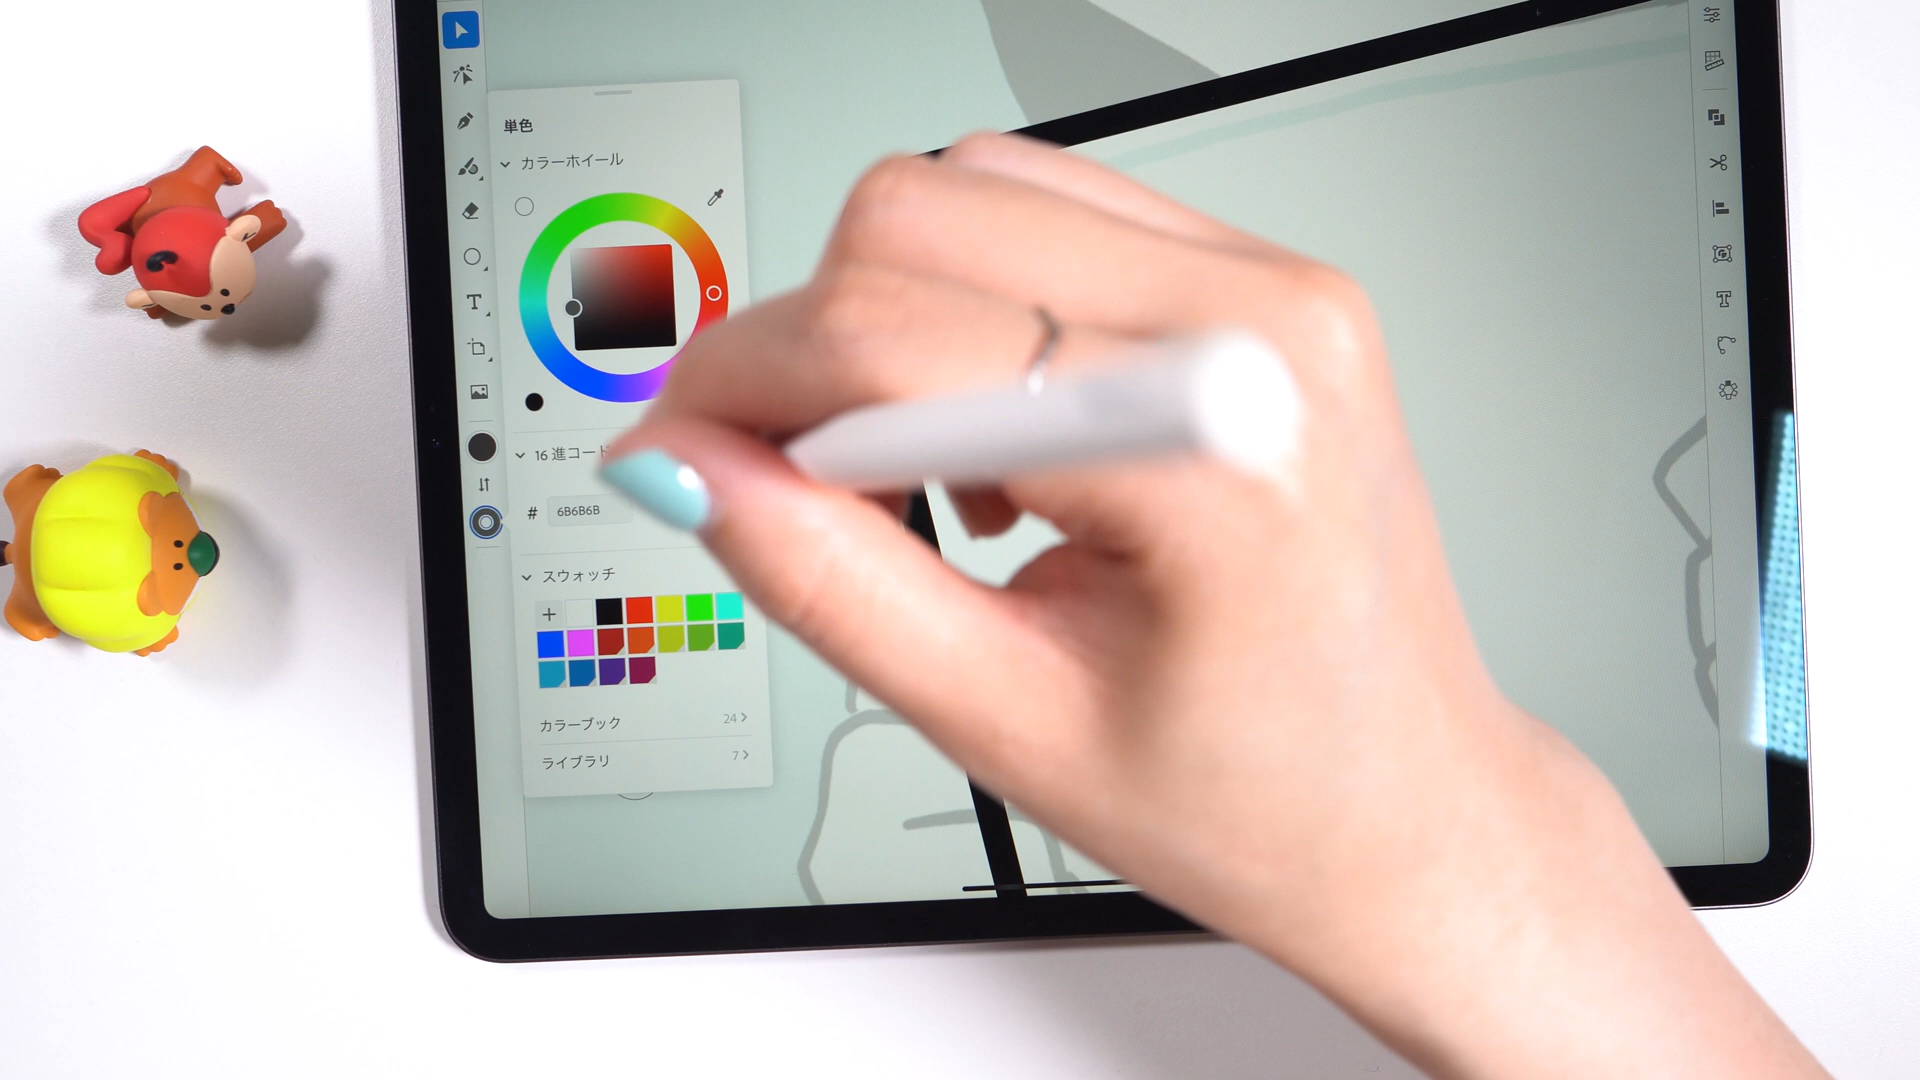 単色
カラーホイール
16 進コード
# 6B6B6B
スウォッチ
カラーブック 24
ライブラリ 7